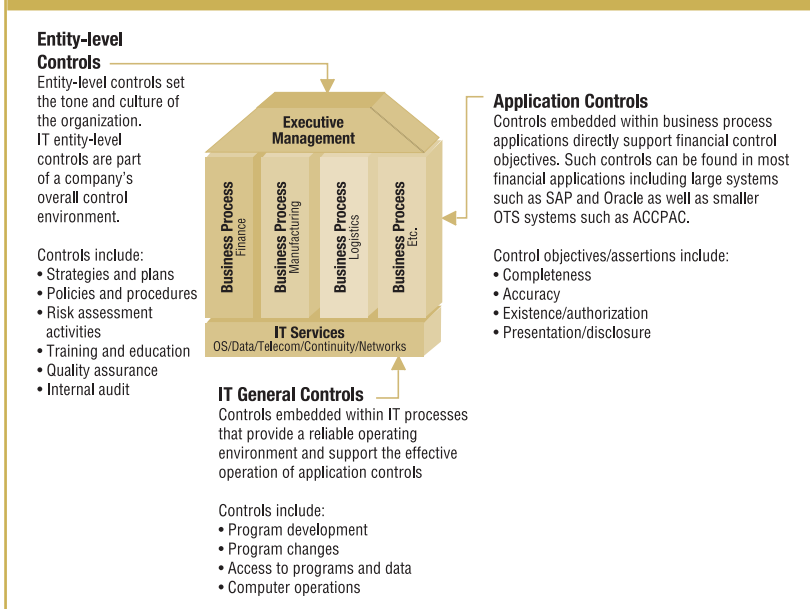 Entity-level
Controls
Entity-level controls set
the tone and culture of
the organization.
IT entity-level
controls are part
of a company's
overall control
environment.
Controls include:
• Strategies and plans
• Policies and procedures
• Risk assessment
activities
• Training and education
• Quality assurance
• Internal audit
Executive
Management
Business Process
Finance
Business Process
Manufacturing
Business Process
Logistics
Business Process
Etc.
IT Services
OS/Data/Telecom/Continuity/Networks
Application Controls
Controls embedded within business process
applications directly support financial control
objectives. Such controls can be found in most
financial applications including large systems
such as SAP and Oracle as well as smaller
OTS systems such as ACCPAC.
Control objectives/assertions include:
• Completeness
• Accuracy
• Existence/authorization
• Presentation/disclosure
IT General Controls
Controls embedded within IT processes
that provide a reliable operating
environment and support the effective
operation of application controls
Controls include:
• Program development
• Program changes
• Access to programs and data
• Computer operations